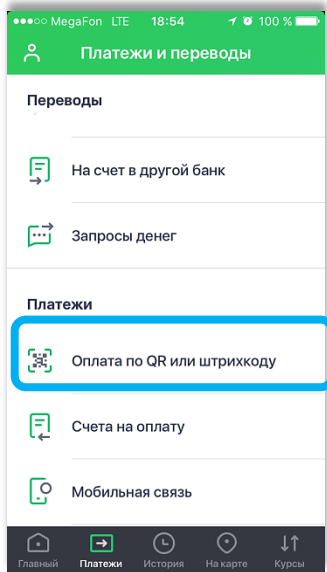 MegaFon LTE 18:54 100 %
Платежи и переводы
Переводы
На счет в другой банк
Запросы денег
Платежи
Оплата по QR или штрихкоду
Счета на оплату
Мобильная связь
Главный Платежи История На карте Курсы